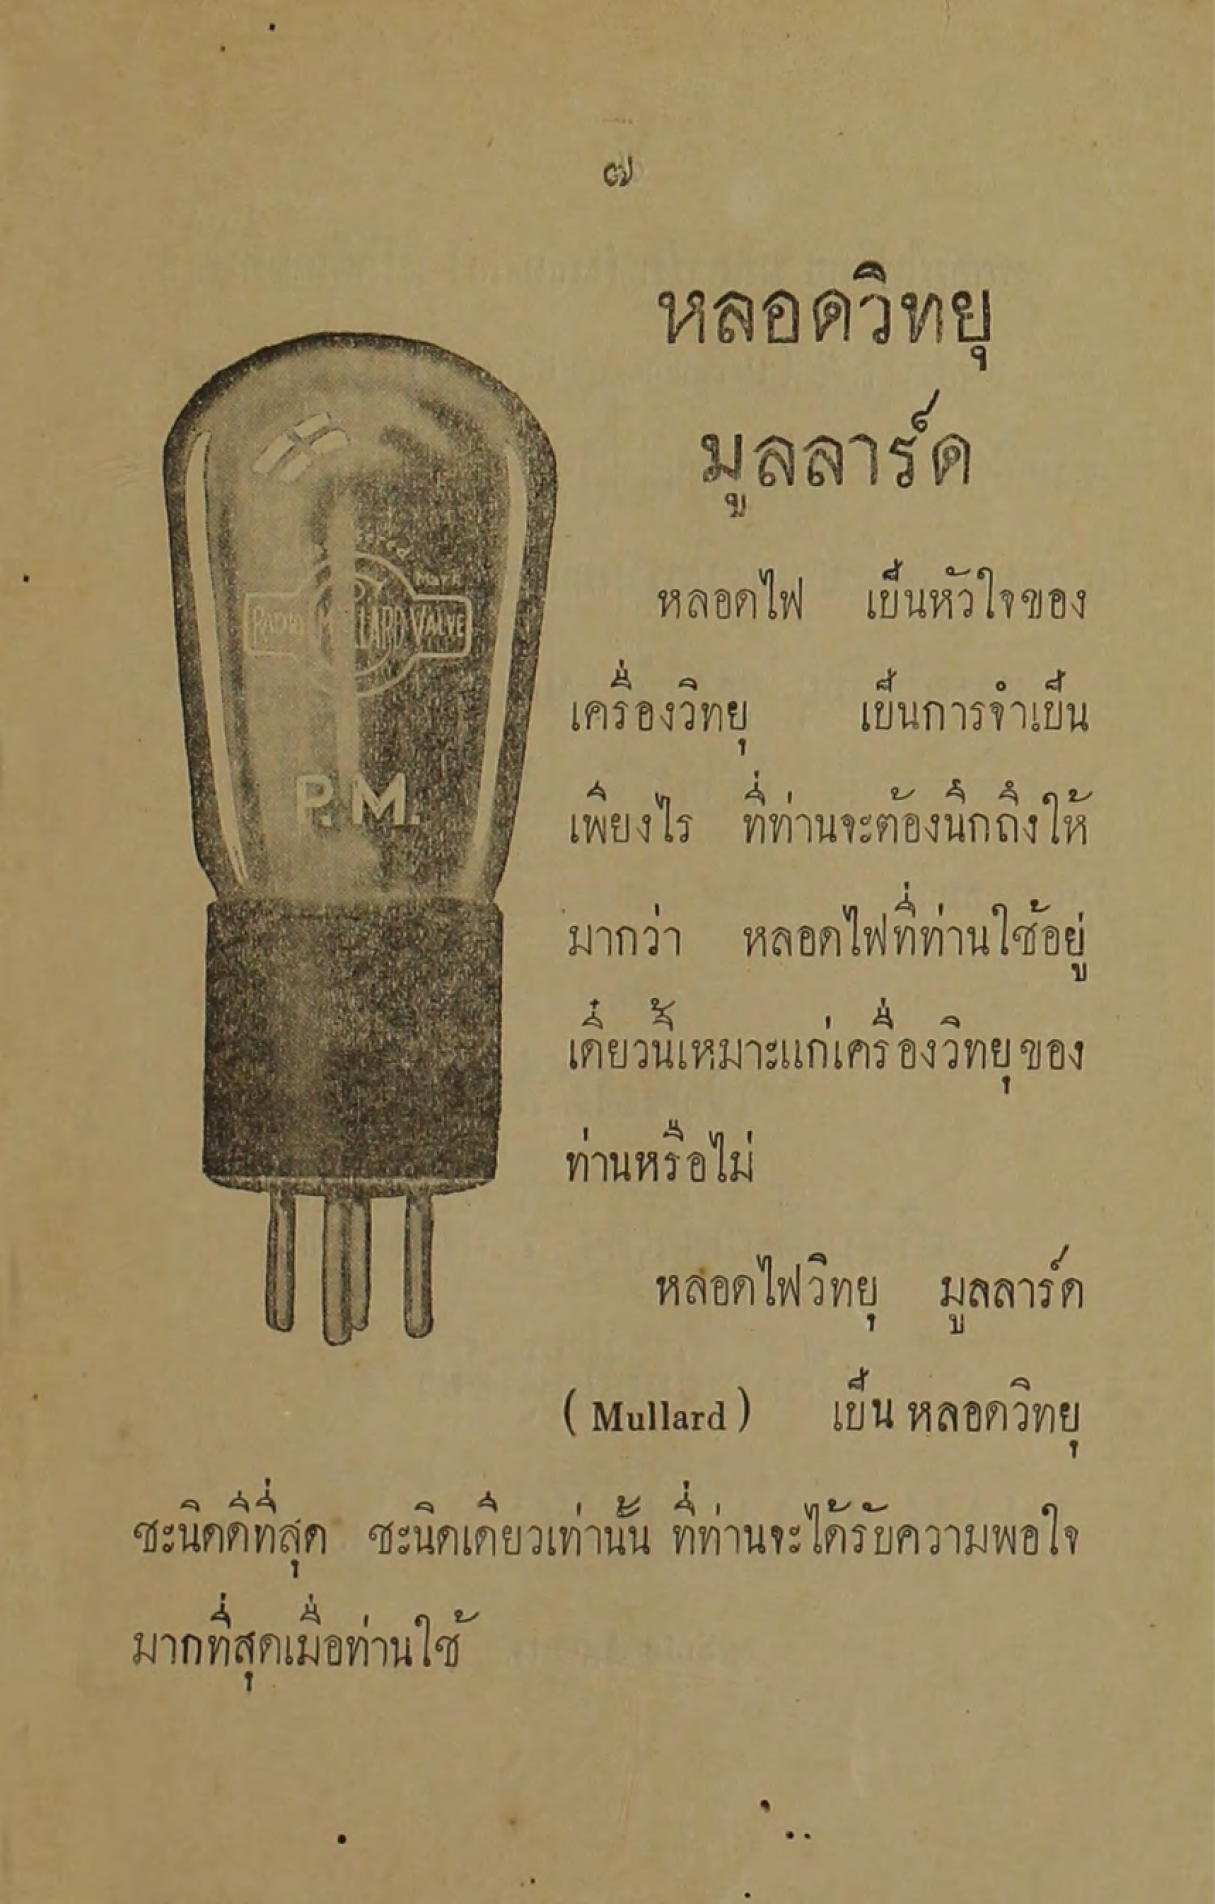 ๗
หลอดวิทยุ
มูลลาร์ด
Mark
RADIO MULLARD VALVE
P.M.
หลอดไฟ เป็นหัวใจของ
เครื่องวิทยุ เป็นการจำเป็น
เพียงไร ที่ท่านจะต้องนึกถึงให้
มากว่า หลอดไฟที่ท่านใช้อยู่
เดี๋ยวนี้เหมาะแก่เครื่องวิทยุของ
ท่านหรือไม่
หลอดไฟวิทยุ มูลลาร์ด
(Mullard) เป็นหลอดวิทยุ
ชะนิดดีที่สุด ชะนิดเดียวเท่านั้น ที่ท่านจะได้รับความพอใจ
มากที่สุดเมื่อท่านใช้